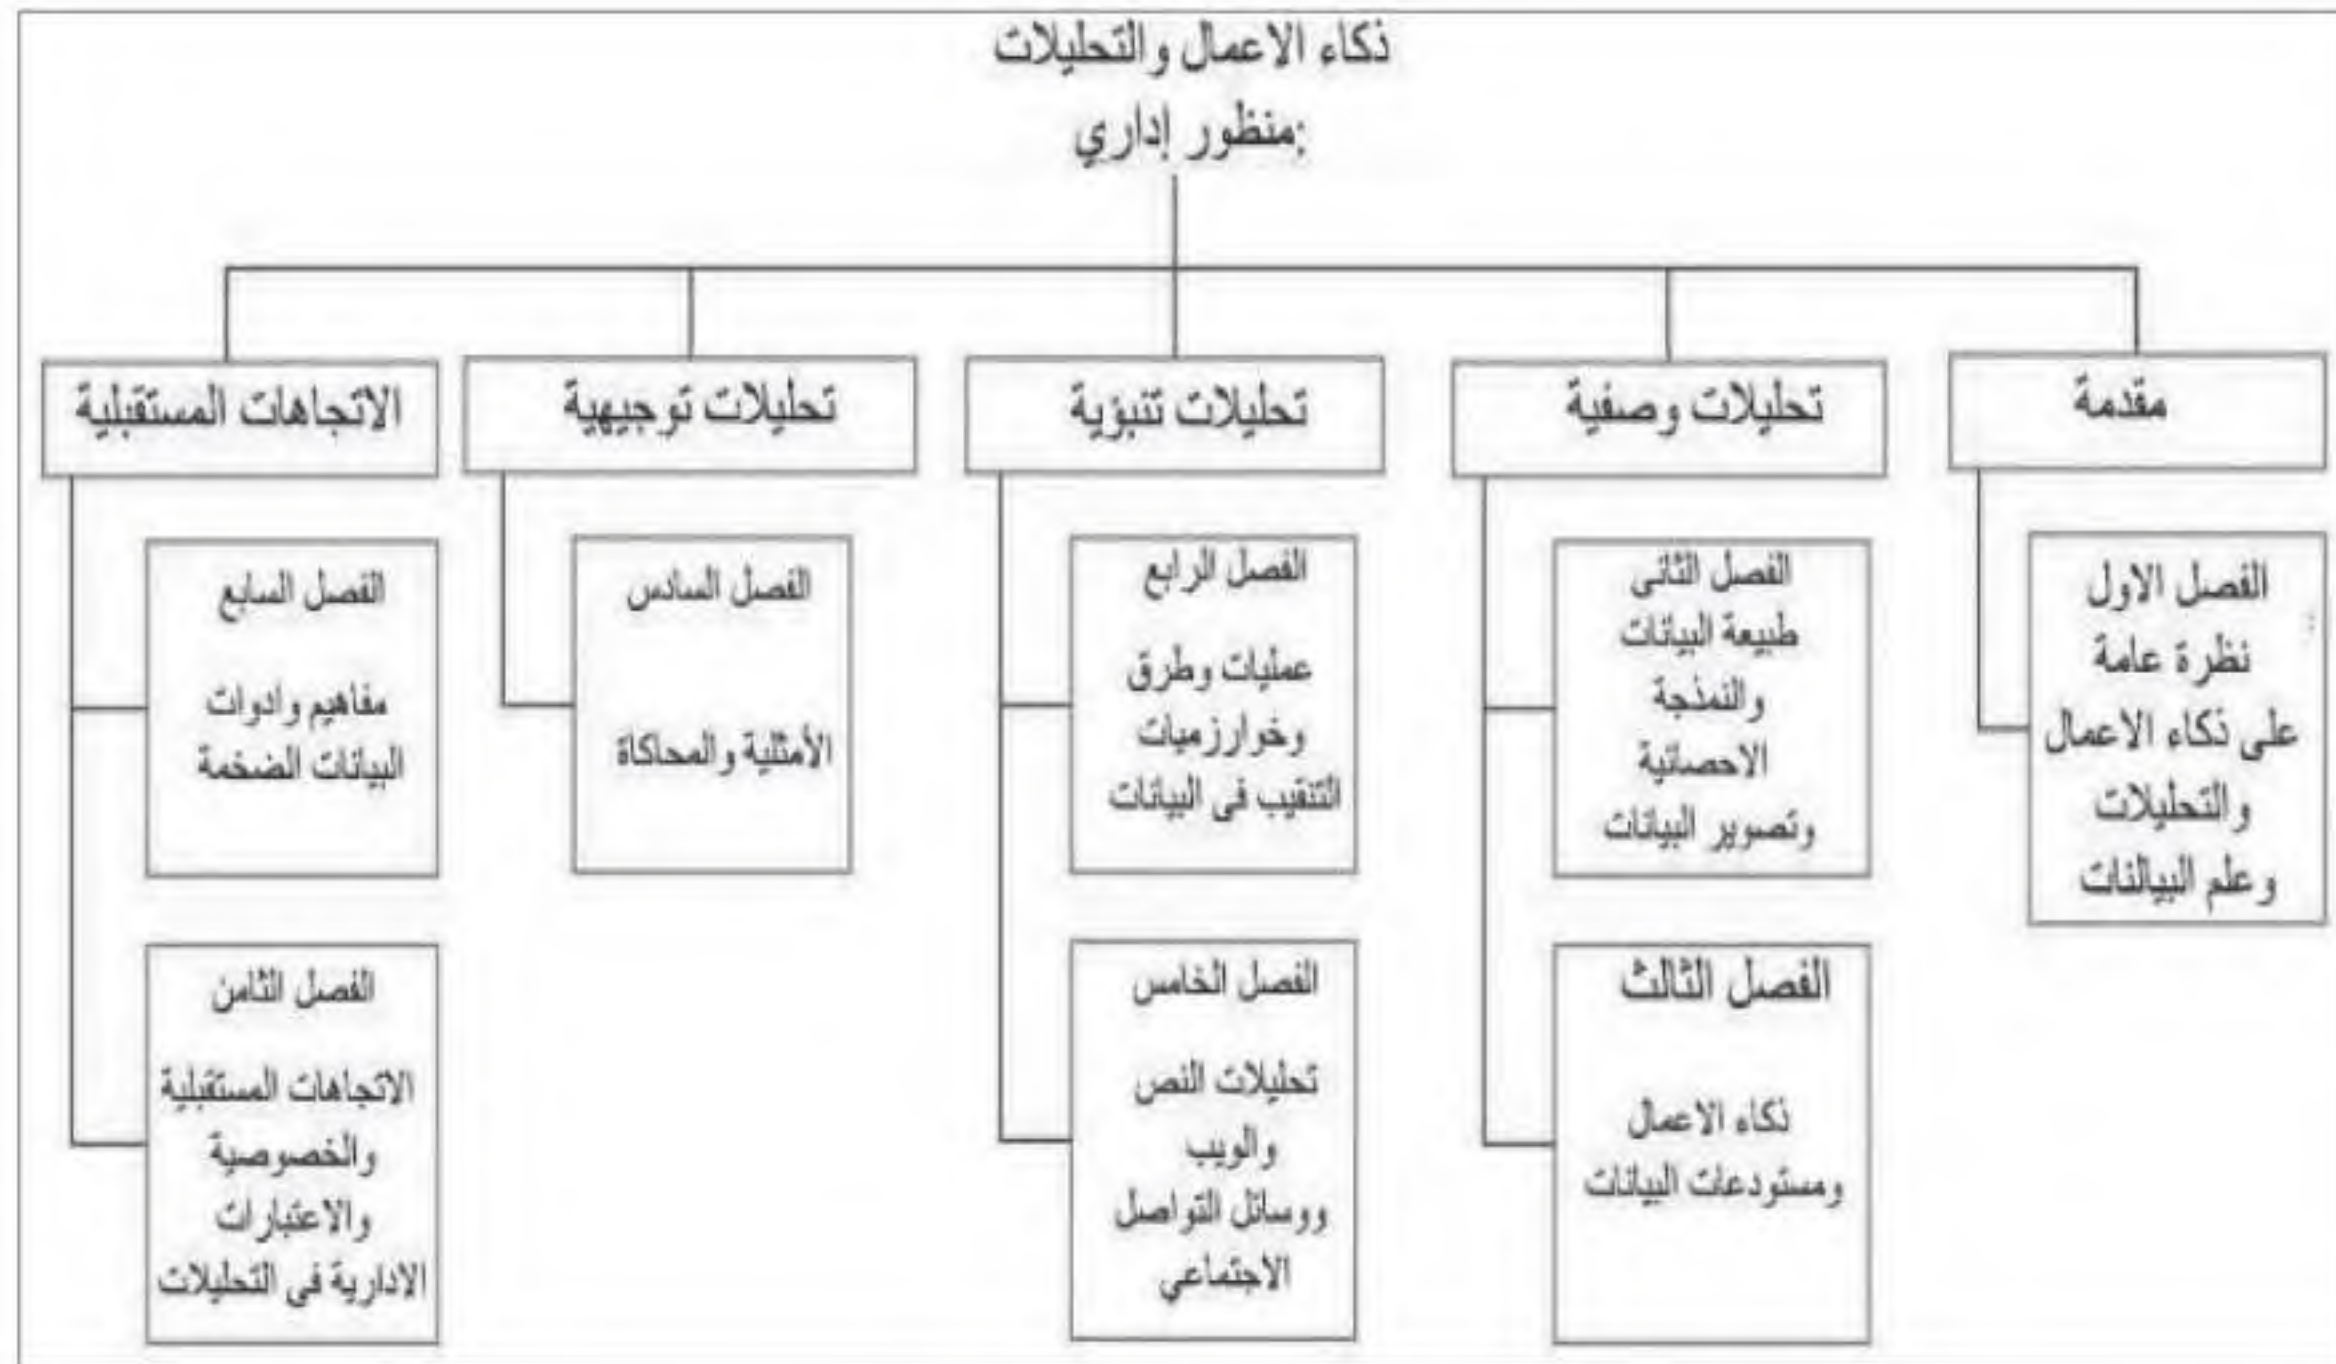 ذكاء الاعمال والتحليلات
:منظور إداري
مقدمة
الفصل الاول
نظرة عامة
على ذكاء الاعمال
والتحليلات
وعلم البيالنات
تحليلات وصفية
الفصل الثانى
طبيعة البيانات
والنمذجة
الاحصائية
وتصوير البيانات
الفصل الثالث
ذكاء الاعمال
ومستودعات البيانات
تحليلات تنبؤية
الفصل الرابع
عمليات وطرق
وخوارزميات
التنقيب فى البيانات
الفصل الخامس
تحليلات النص
والويب
ووسائل التواصل
الاجتماعي
تحليلات توجيهية
الفصل السادس
الأمثلية والمحاكاة
الاتجاهات المستقبلية
الفصل السابع
مفاهيم وادوات
البيانات الضخمة
الفصل الثامن
الاتجاهات المستقبلية
والخصوصية
والاعتبارات
الادارية فى التحليلات